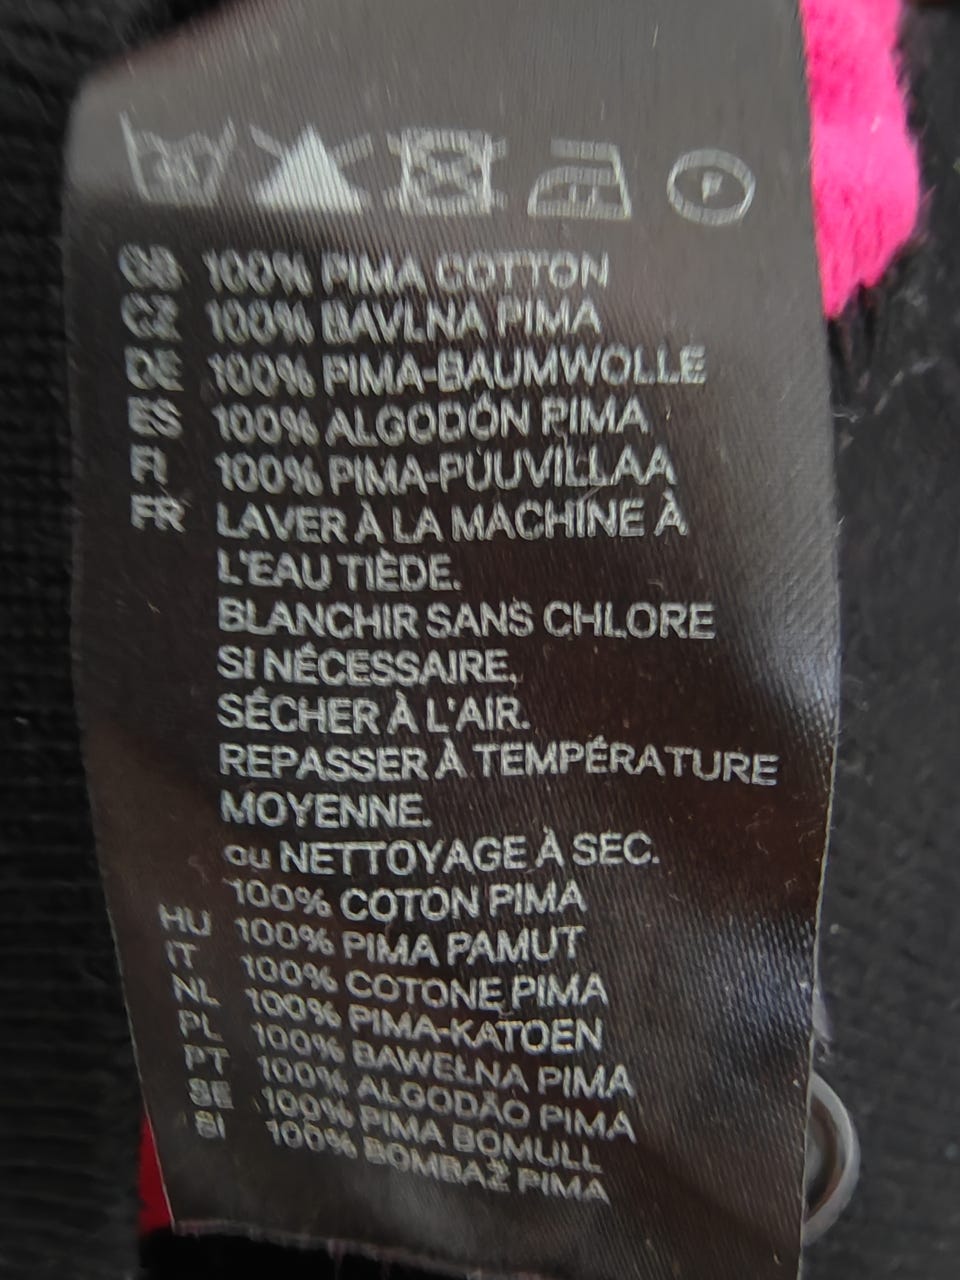 GB 100% PIMA COTTON
CZ 100% BAVLNA PIMA
DE 100% PIMA-BAUMWOLLE
ES 100% ALGODÓN PIMA
FI 100% PIMA-PUUVILLAA
FR LAVER À LA MACHINE À
L'EAU TIÈDE.
BLANCHIR SANS CHLORE
SI NÉCESSAIRE.
SÉCHER À L'AIR.
REPASSER À TEMPÉRATURE
MOYENNE.
ou NETTOYAGE À SEC.
100% COTON PIMA
HU 100% PIMA PAMUT
IT 100% COTONE PIMA
NL 100% PIMA-KATOEN
PL 100% BAWEŁNA PIMA
PT 100% ALGODÃO PIMA
SE 100% PIMA BOMULL
SI 100% BOMBAŽ PIMA